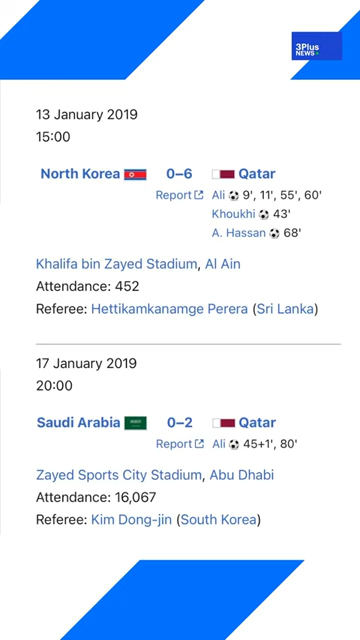 3Plus
NEWS
13 January 2019
15:00
North Korea 0–6 Qatar
Report Ali 9', 11', 55', 60'
Khoukhi 43'
A. Hassan 68'
Khalifa bin Zayed Stadium, Al Ain
Attendance: 452
Referee: Hettikamkanamge Perera (Sri Lanka)
17 January 2019
20:00
Saudi Arabia 0–2 Qatar
Report Ali 45+1', 80'
Zayed Sports City Stadium, Abu Dhabi
Attendance: 16,067
Referee: Kim Dong-jin (South Korea)